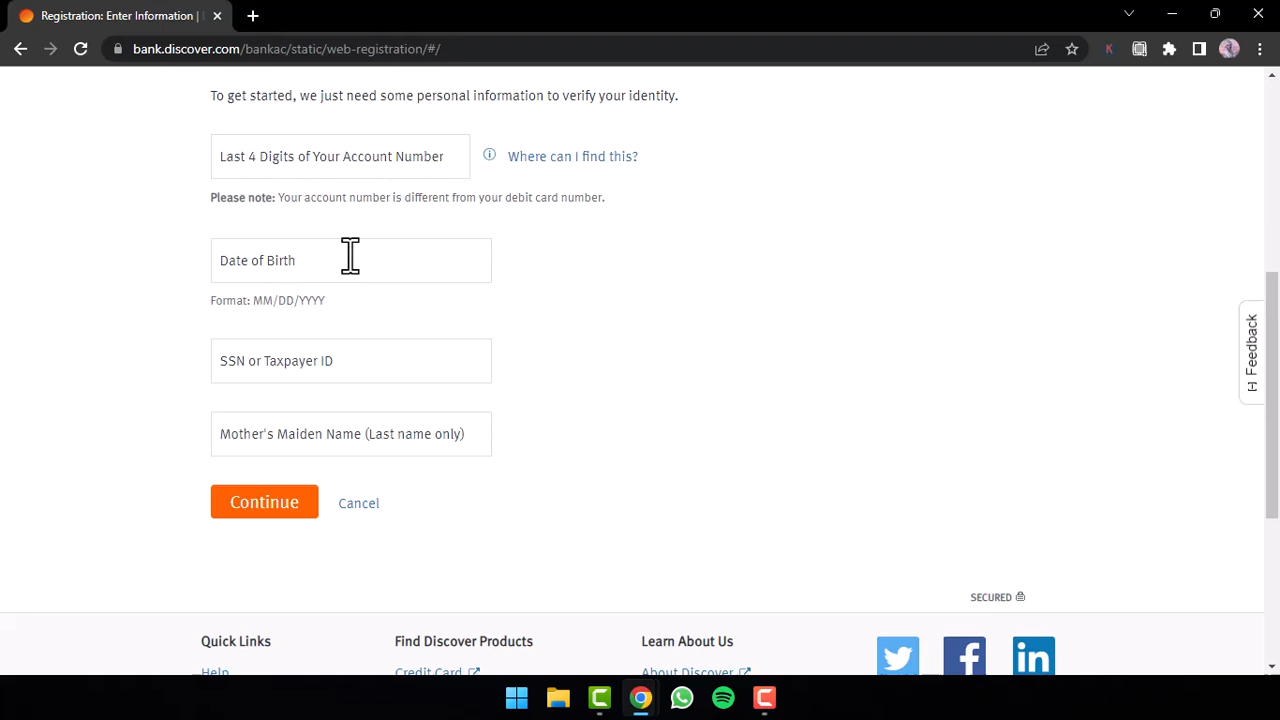 Registration: Enter Information |
bank.discover.com/bankac/static/web-registration/#/
K
To get started, we just need some personal information to verify your identity.
Last 4 Digits of Your Account Number
Where can I find this?
Please note: Your account number is different from your debit card number.
Date of Birth
Format: MM/DD/YYYY
[-] Feedback
SSN or Taxpayer ID
Mother's Maiden Name (Last name only)
Continue
Cancel
SECURED
Quick Links
Find Discover Products
Learn About Us
Help
Credit Card
About Discover